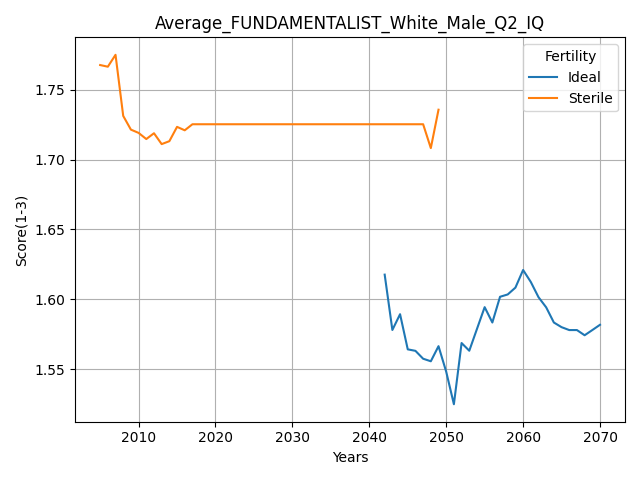 Average_FUNDAMENTALIST_White_Male_Q2_IQ
Fertility
Ideal
Sterile
1.75
1.70
1.65
1.60
1.55
Score(1-3)
2010 2020 2030 2040 2050 2060 2070
Years